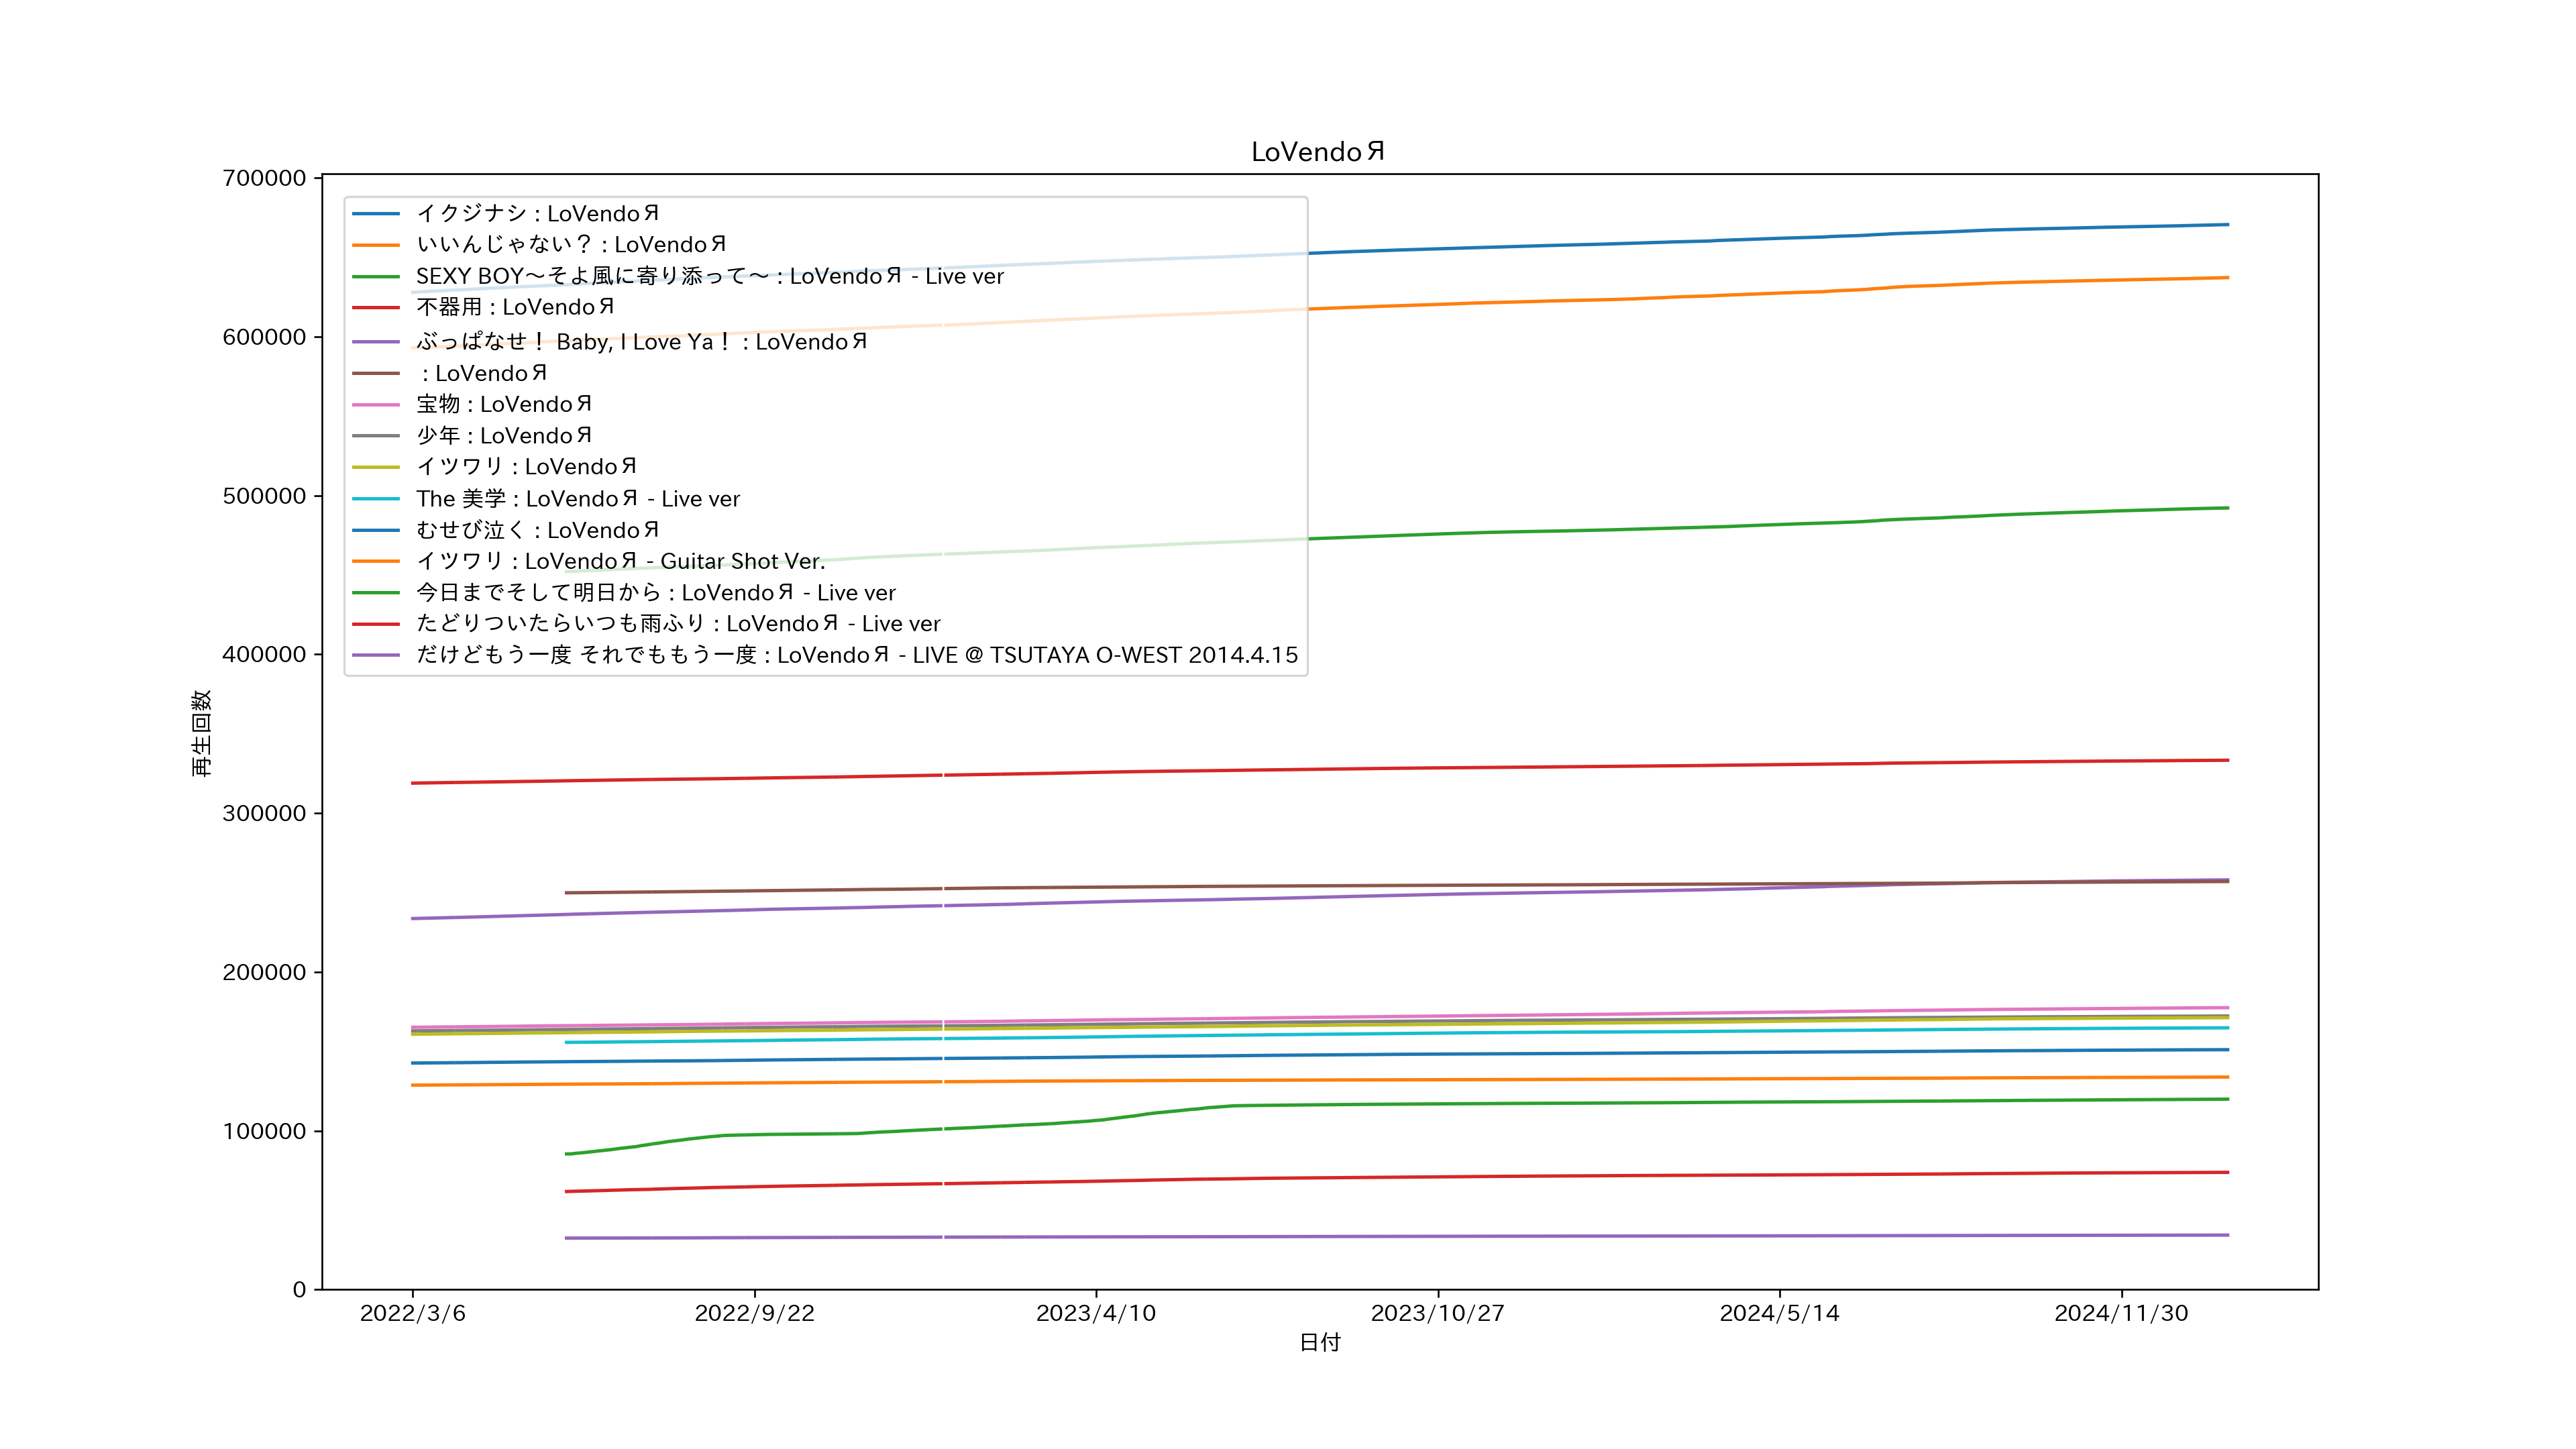 LoVendoЯ
700000
600000
500000
400000
300000
200000
100000
0
再生回数
イクジナシ : LoVendoЯ
いいんじゃない？ : LoVendoЯ
SEXY BOY〜そよ風に寄り添って〜 : LoVendoЯ - Live ver
不器用 : LoVendoЯ
ぶっぱなせ！ Baby, I Love Ya！ : LoVendoЯ
: LoVendoЯ
宝物 : LoVendoЯ
少年 : LoVendoЯ
イツワリ : LoVendoЯ
The 美学 : LoVendoЯ - Live ver
むせび泣く : LoVendoЯ
イツワリ : LoVendoЯ - Guitar Shot Ver.
今日までそして明日から : LoVendoЯ - Live ver
たどりついたらいつも雨ふり : LoVendoЯ - Live ver
だけどもう一度 それでももう一度 : LoVendoЯ - LIVE @ TSUTAYA O-WEST 2014.4.15
2022/3/6
2022/9/22
2023/4/10
2023/10/27
2024/5/14
2024/11/30
日付